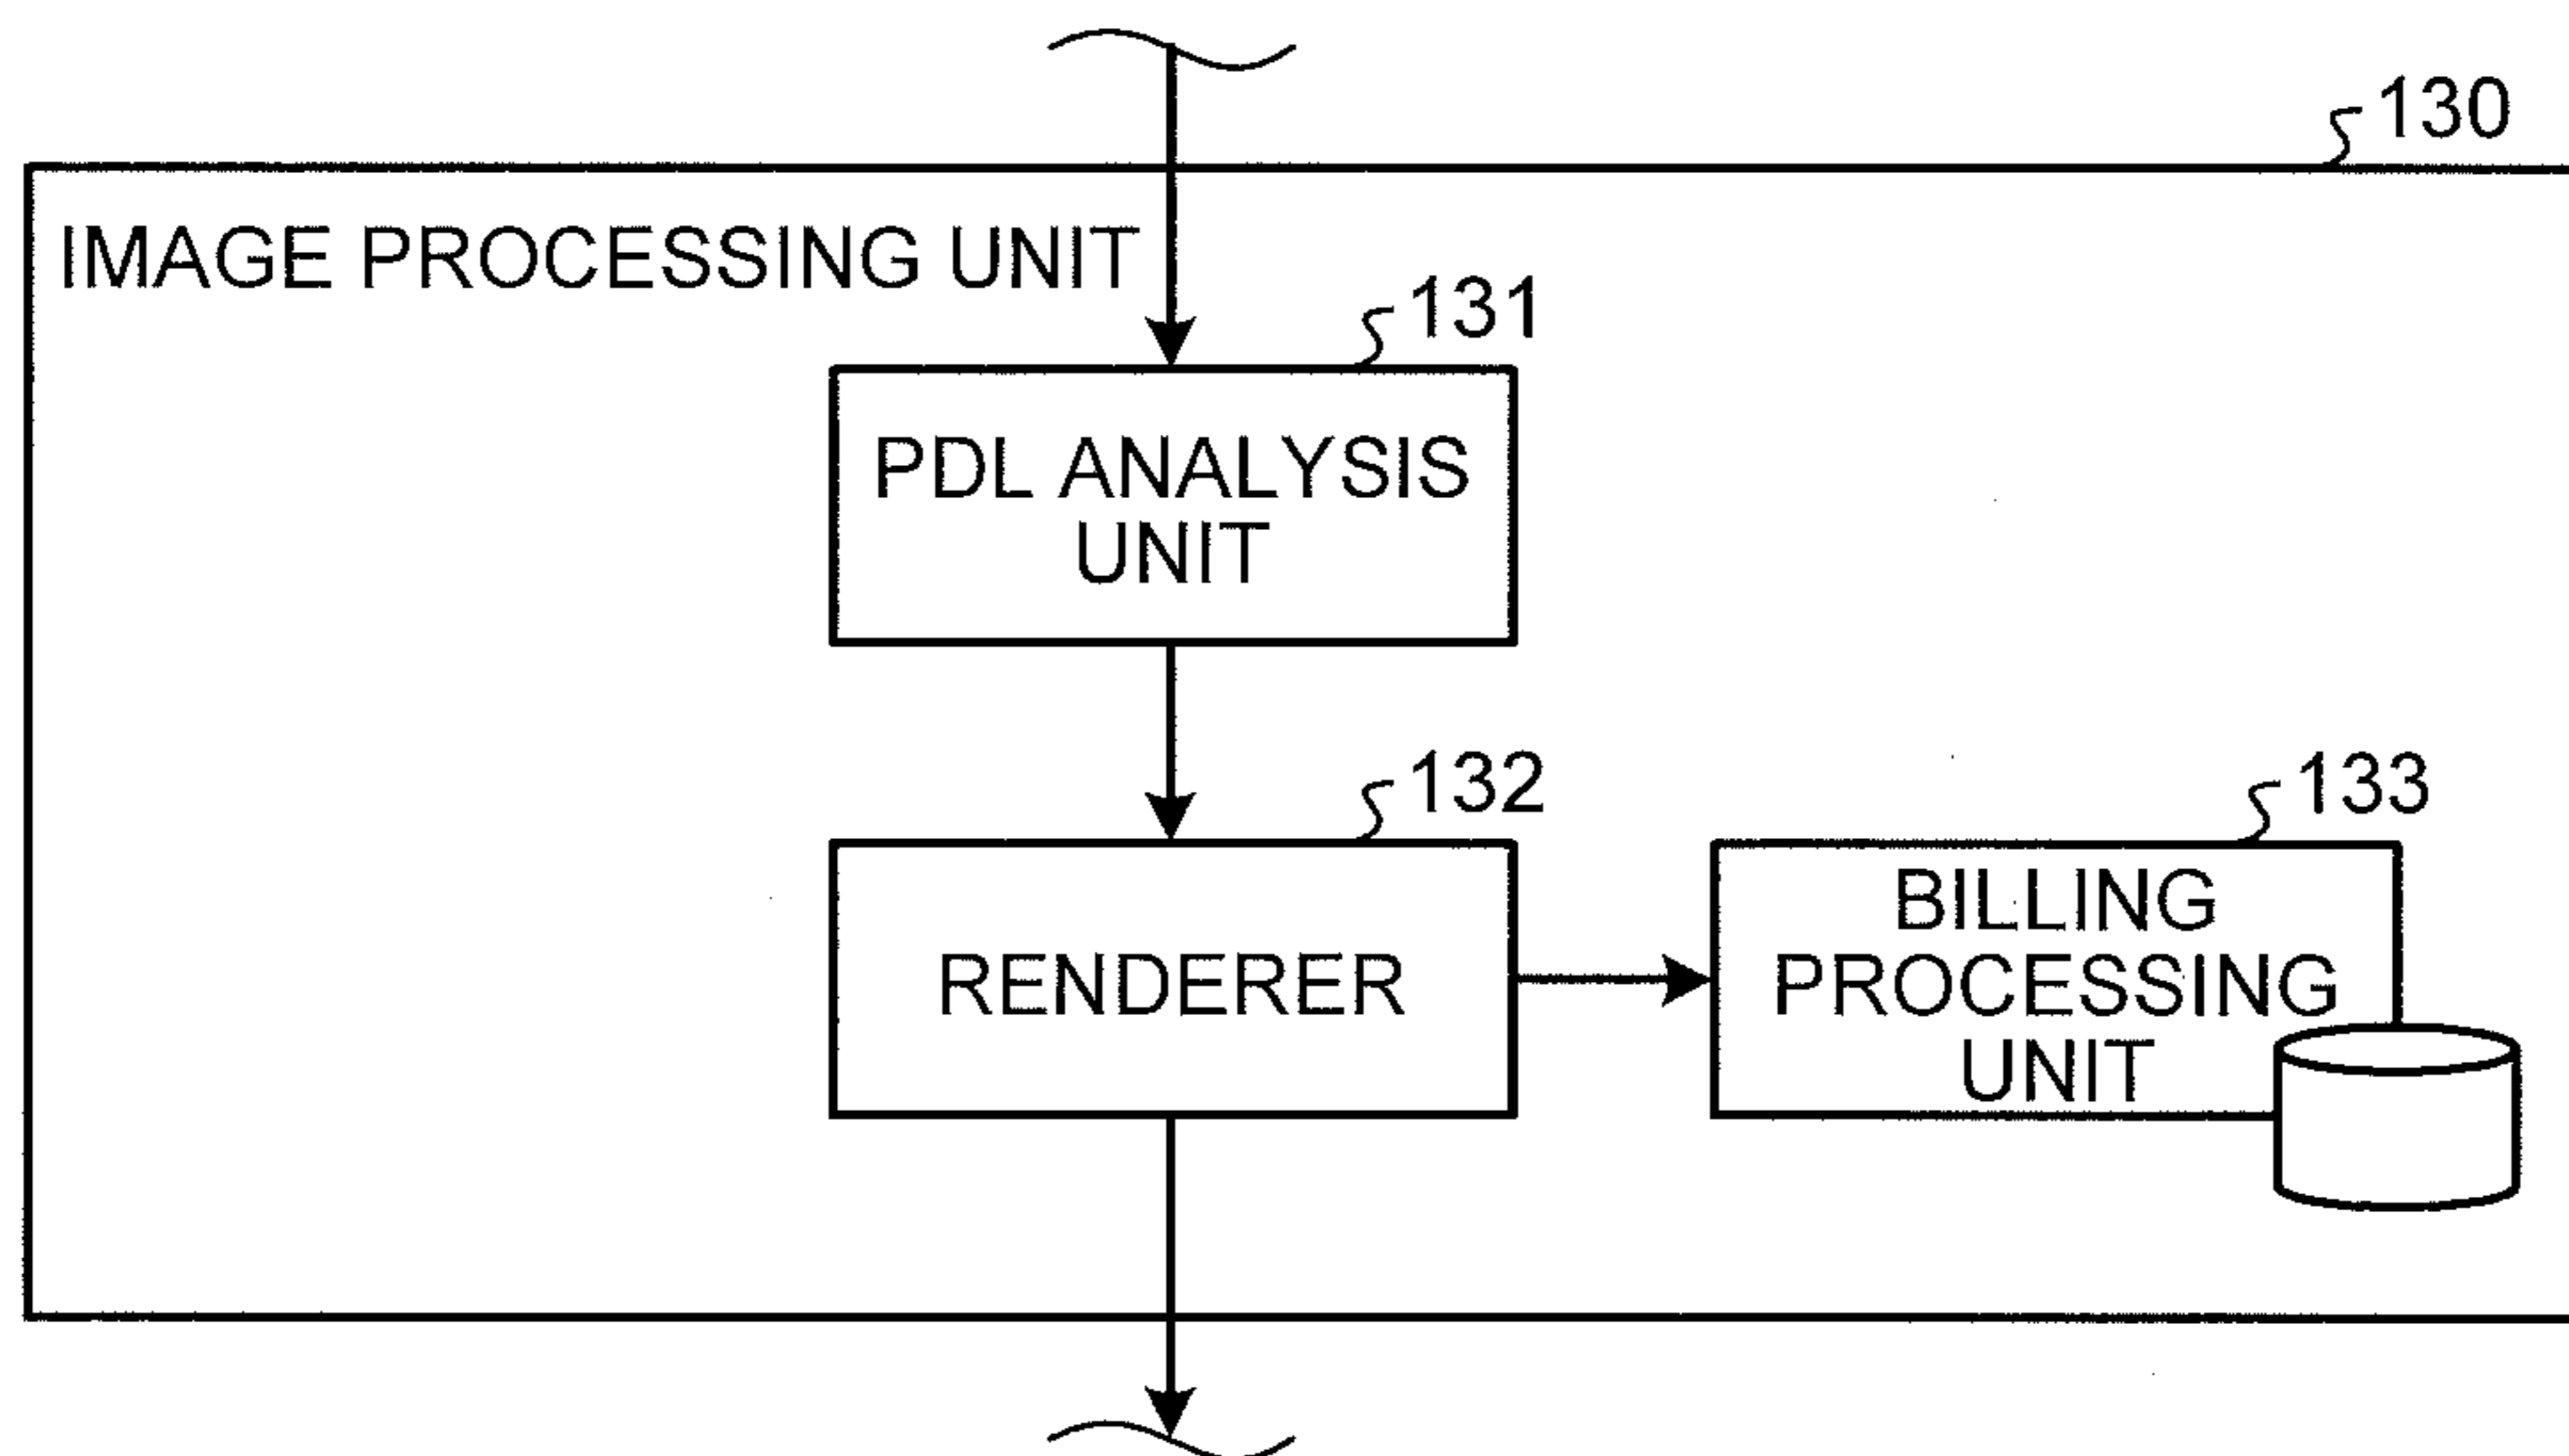 130
IMAGE PROCESSING UNIT
131
PDL ANALYSIS
UNIT
132
RENDERER
133
BILLING
PROCESSING
UNIT